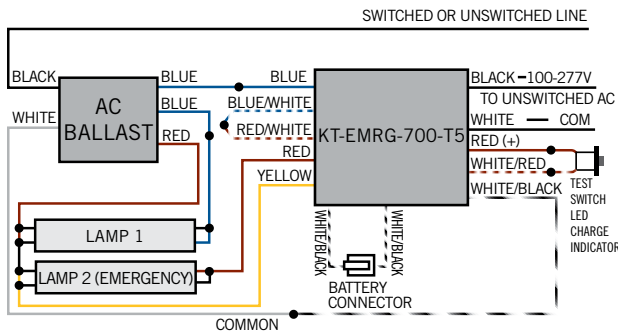 SWITCHED OR UNSWITCHED LINE
BLACK
BLUE
BLUE
BLACK –100-277V
WHITE
AC
BALLAST
BLUE
BLUE/WHITE
TO UNSWITCHED AC
RED
RED/WHITE
KT-EMRG-700-T5
WHITE — COM
RED
RED (+)
YELLOW
WHITE/RED
WHITE/BLACK
TEST
SWITCH
LED
CHARGE
INDICATOR
LAMP 1
WHITE/BLACK
WHITE/BLACK
LAMP 2 (EMERGENCY)
BATTERY
CONNECTOR
COMMON